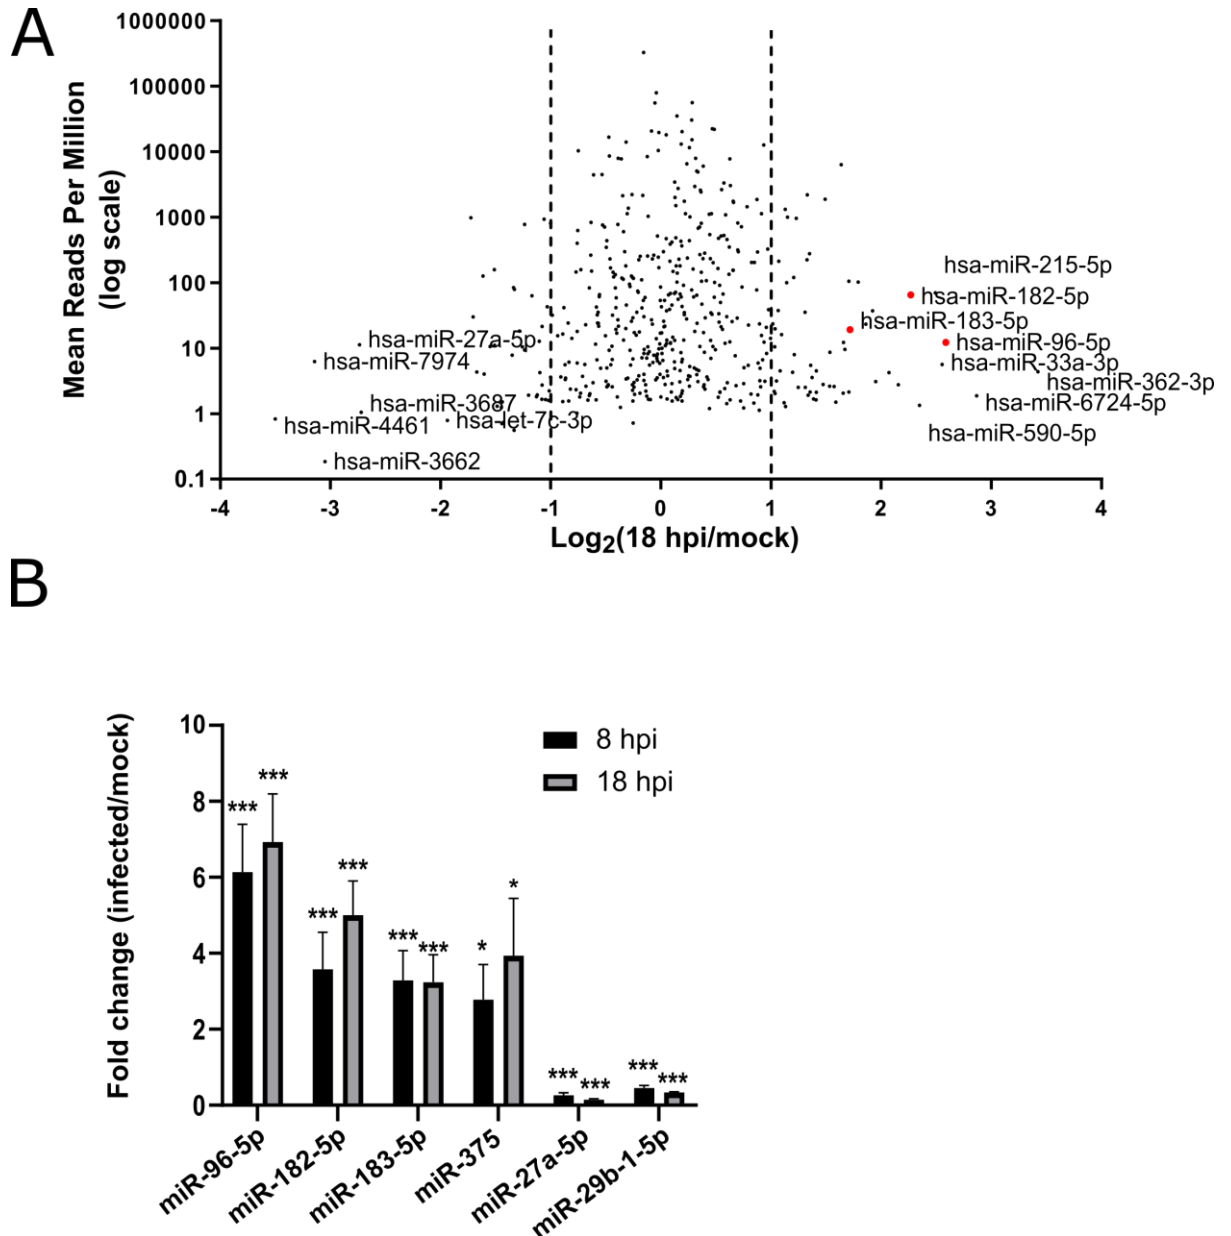 A
Mean Reads Per Million
(log scale)
1000000
100000
10000
1000
100
10
1
0.1
hsa-miR-215-5p
hsa-miR-182-5p
hsa-miR-183-5p
hsa-miR-27a-5p
hsa-miR-96-5p
hsa-miR-7974
hsa-miR-33a-3p
hsa-miR-362-3p
hsa-miR-3687
hsa-miR-6724-5p
hsa-let-7c-3p
hsa-miR-4461
hsa-miR-590-5p
hsa-miR-3662
-4 -3 -2 -1 0 1 2 3 4
Log2(18 hpi/mock)
B
Fold change (infected/mock)
10
8
6
4
2
0
8 hpi
18 hpi
*** ***
*** ***
*** ***
* *
*** ***
*** ***
miR-96-5p
miR-182-5p
miR-183-5p
miR-375
miR-27a-5p
miR-29b-1-5p